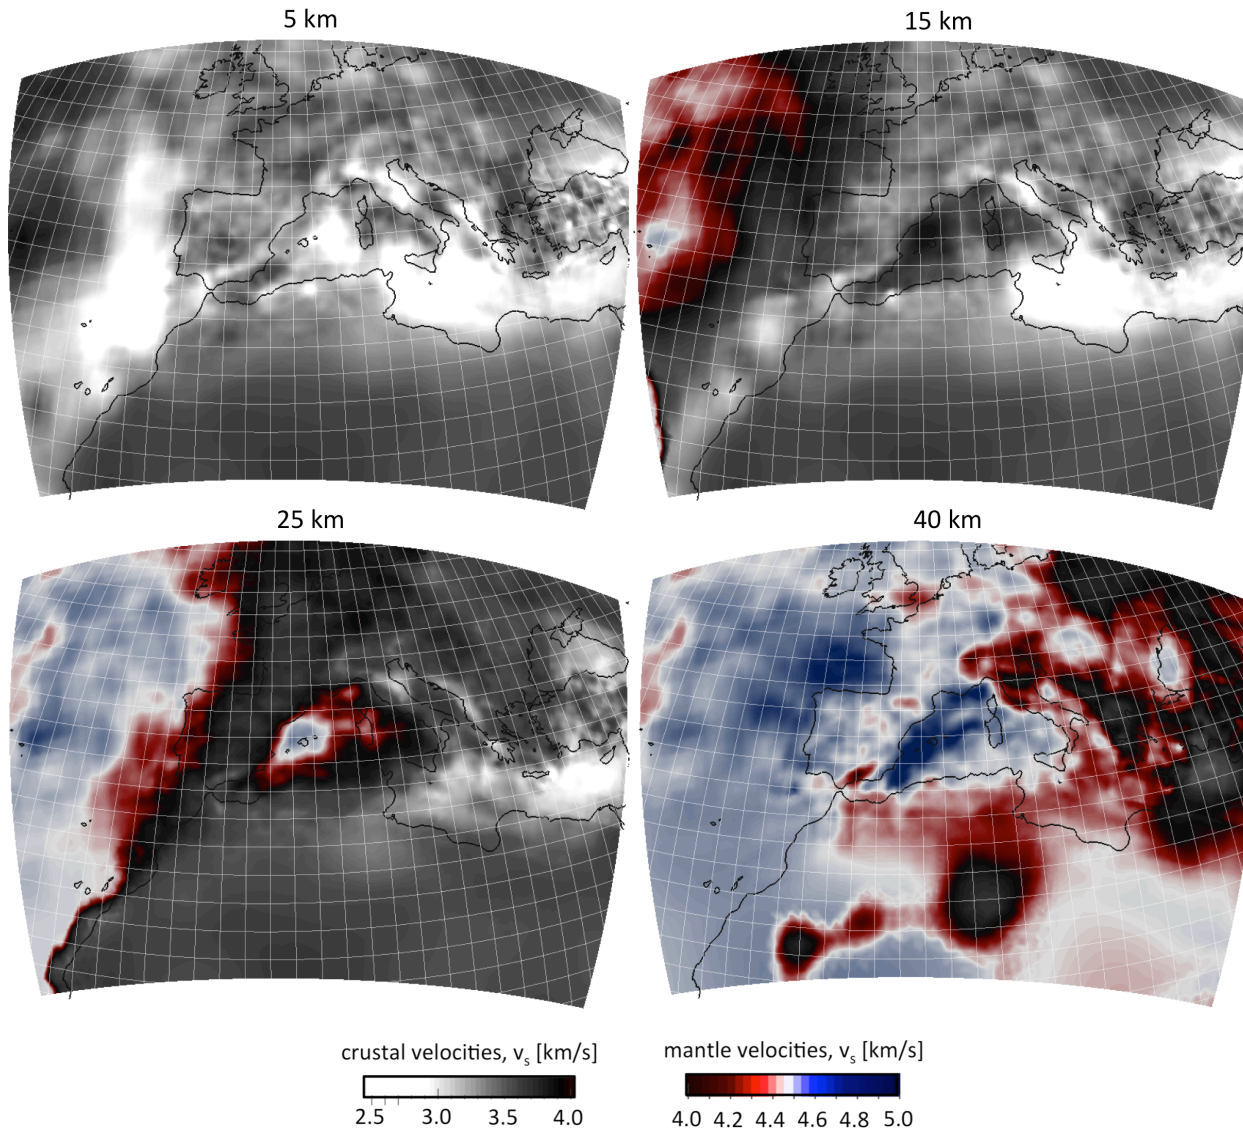 5 km
15 km
25 km
40 km
crustal velocities, vs [km/s]
mantle velocities, vs [km/s]
2.5 3.0 3.5 4.0
4.0 4.2 4.4 4.6 4.8 5.0